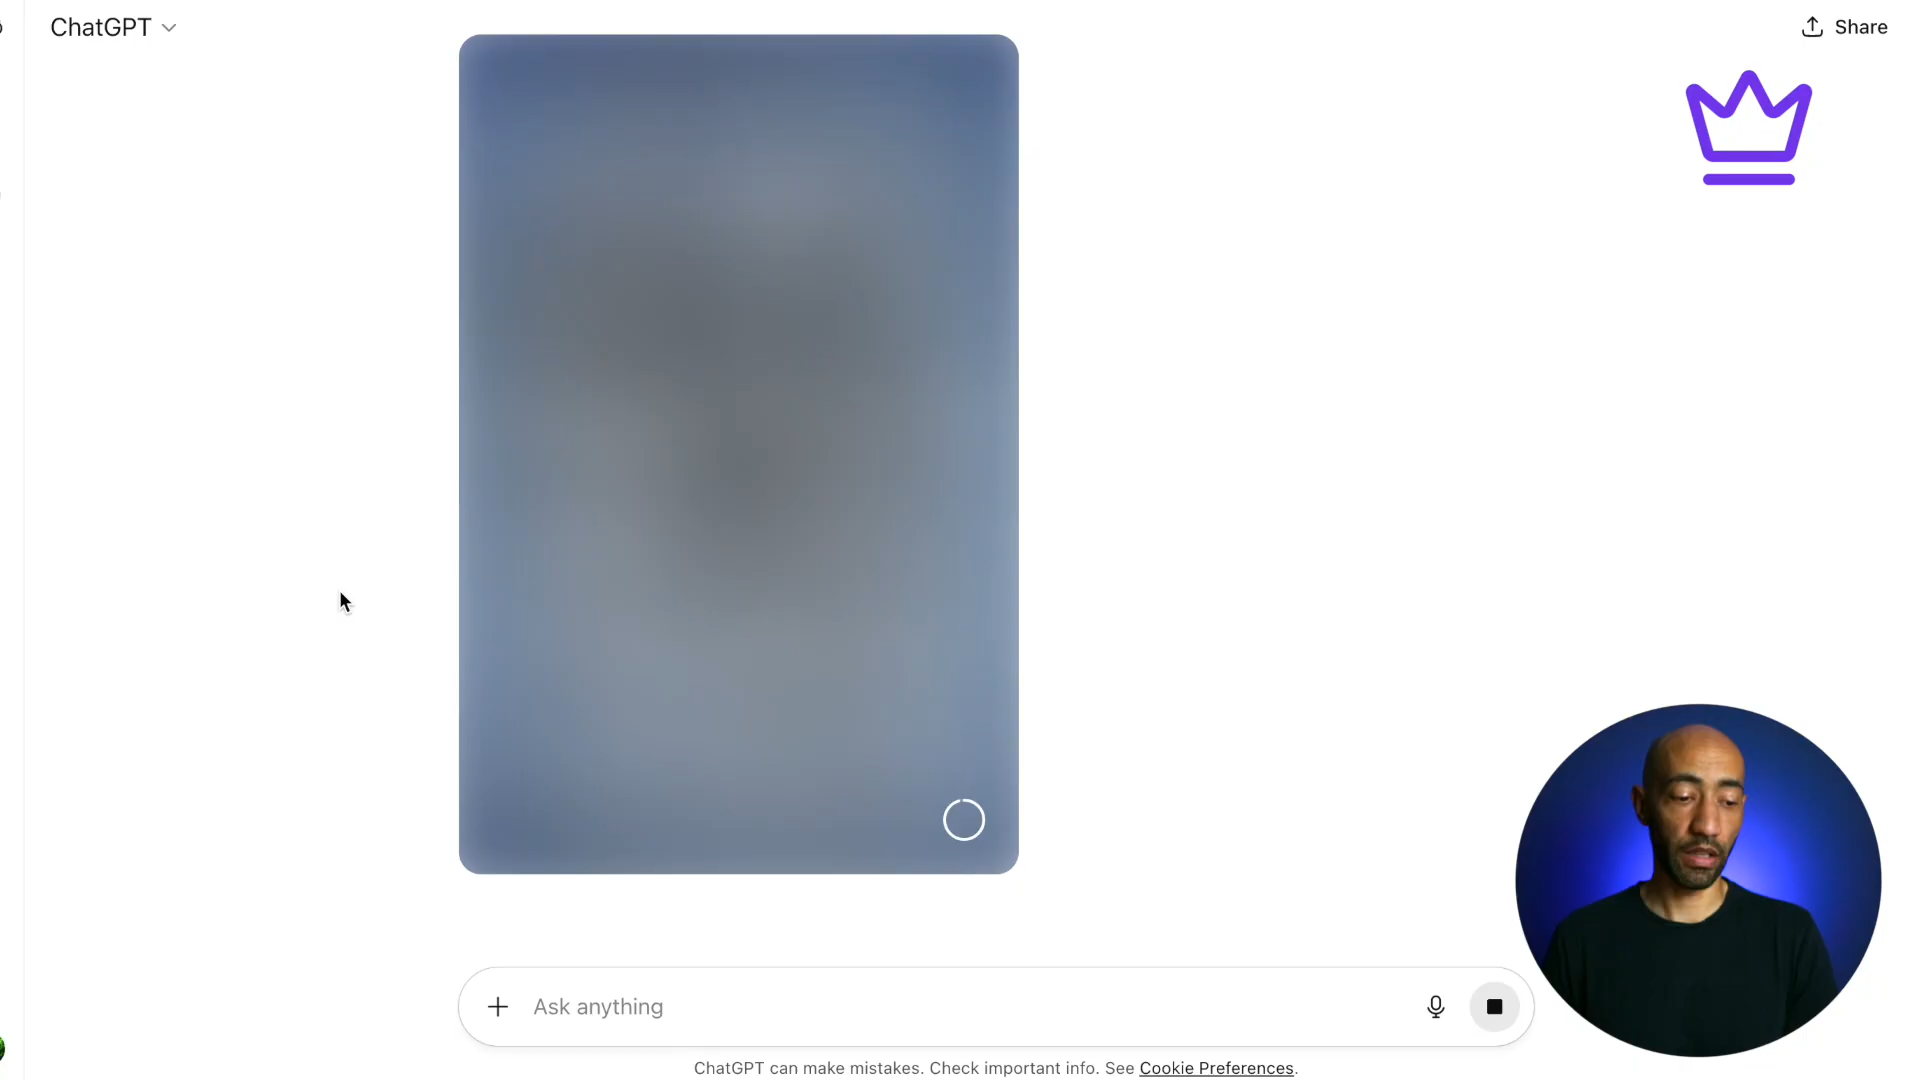 ChatGPT
Share
Ask anything
ChatGPT can make mistakes. Check important info. See Cookie Preferences.